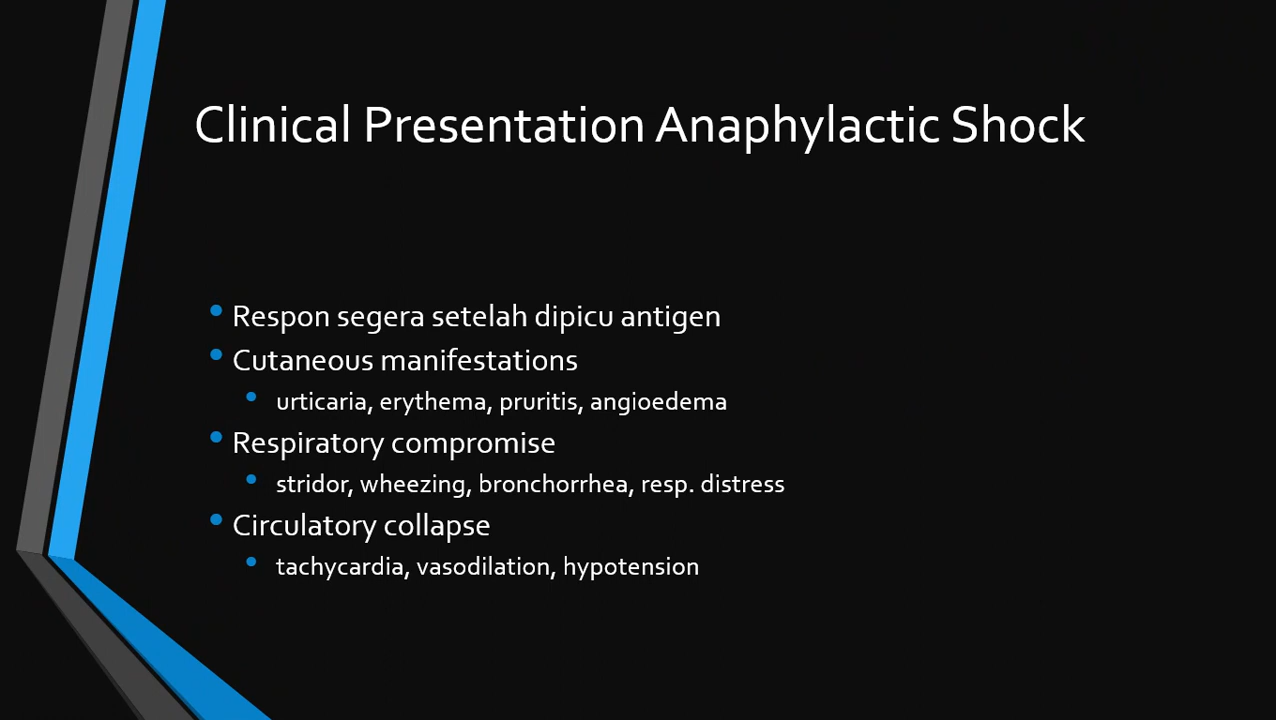 Clinical Presentation Anaphylactic Shock
Respon segera setelah dipicu antigen
Cutaneous manifestations
urticaria, erythema, pruritis, angioedema
Respiratory compromise
stridor, wheezing, bronchorrhea, resp. distress
Circulatory collapse
tachycardia, vasodilation, hypotension